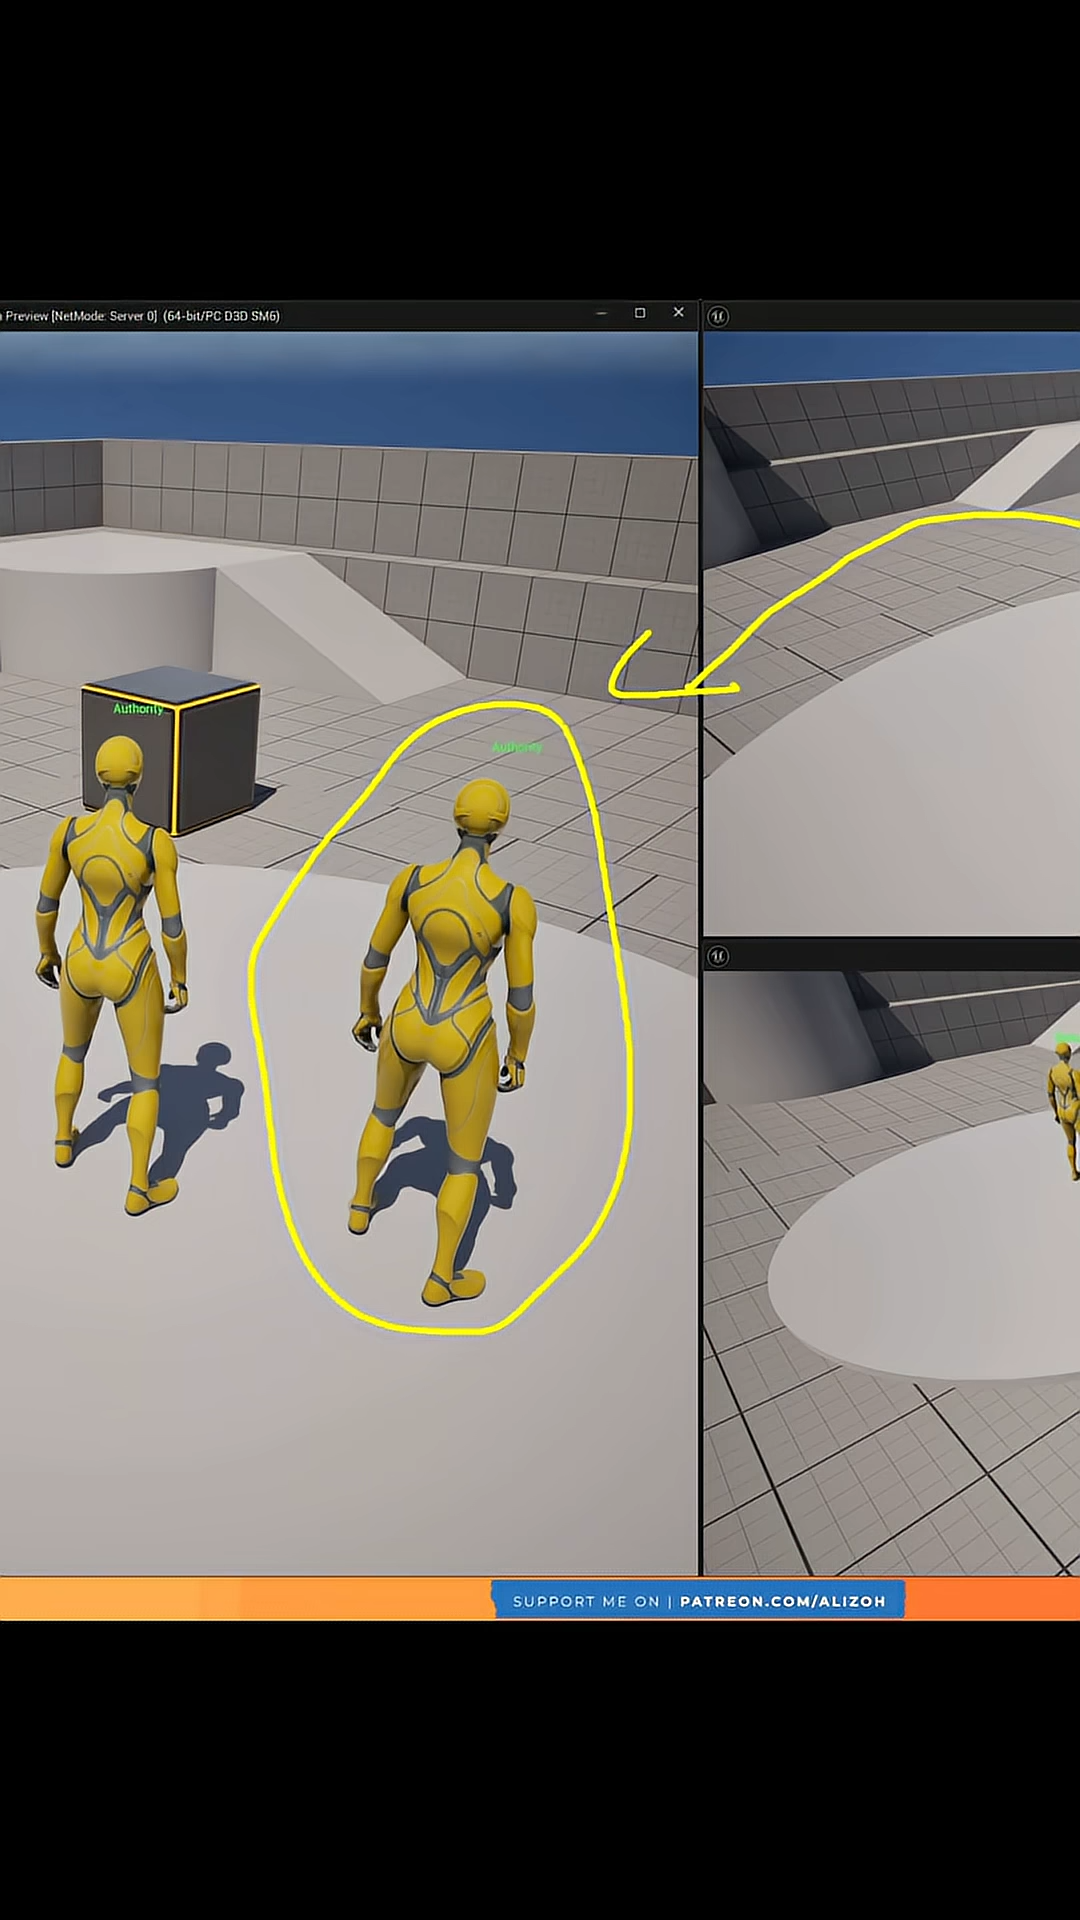 Preview [NetMode: Server 0] (64-bit/PC D3D SM6)
Authority
Authority
SUPPORT ME ON | PATREON.COM/ALIZOH